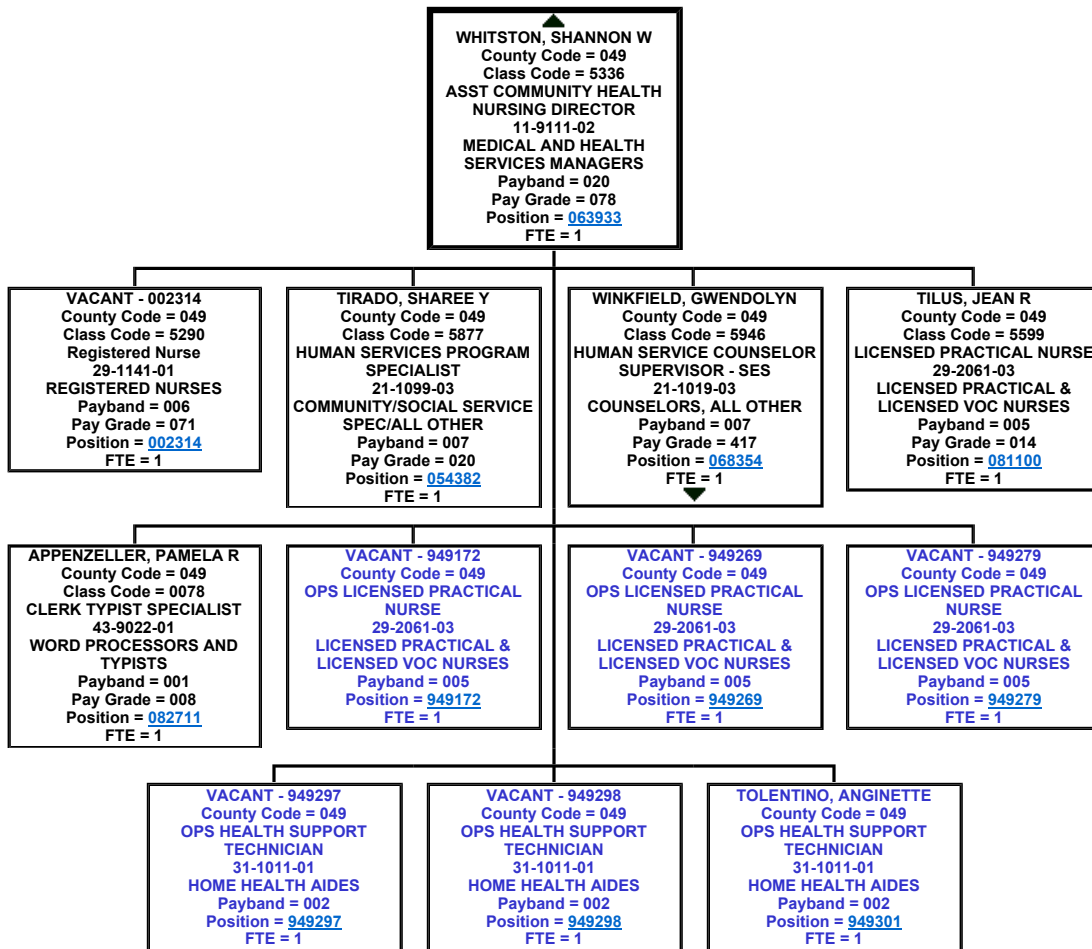 WHITSTON, SHANNON W
County Code = 049
Class Code = 5336
ASST COMMUNITY HEALTH
NURSING DIRECTOR
11-9111-02
MEDICAL AND HEALTH
SERVICES MANAGERS
Payband = 020
Pay Grade = 078
Position = 063933
FTE = 1
VACANT - 002314
County Code = 049
Class Code = 5290
Registered Nurse
29-1141-01
REGISTERED NURSES
Payband = 006
Pay Grade = 071
Position = 002314
FTE = 1
TIRADO, SHAREE Y
County Code = 049
Class Code = 5877
HUMAN SERVICES PROGRAM
SPECIALIST
21-1099-03
COMMUNITY/SOCIAL SERVICE
SPEC/ALL OTHER
Payband = 007
Pay Grade = 020
Position = 054382
FTE = 1
WINKFIELD, GWENDOLYN
County Code = 049
Class Code = 5946
HUMAN SERVICE COUNSELOR
SUPERVISOR - SES
21-1019-03
COUNSELORS, ALL OTHER
Payband = 007
Pay Grade = 417
Position = 068354
FTE = 1
TILUS, JEAN R
County Code = 049
Class Code = 5599
LICENSED PRACTICAL NURSE
29-2061-03
LICENSED PRACTICAL &
LICENSED VOC NURSES
Payband = 005
Pay Grade = 014
Position = 081100
FTE = 1
APPENZELLER, PAMELA R
County Code = 049
Class Code = 0078
CLERK TYPIST SPECIALIST
43-9022-01
WORD PROCESSORS AND
TYPISTS
Payband = 001
Pay Grade = 008
Position = 082711
FTE = 1
VACANT - 949172
County Code = 049
OPS LICENSED PRACTICAL
NURSE
29-2061-03
LICENSED PRACTICAL &
LICENSED VOC NURSES
Payband = 005
Position = 949172
FTE = 1
VACANT - 949269
County Code = 049
OPS LICENSED PRACTICAL
NURSE
29-2061-03
LICENSED PRACTICAL &
LICENSED VOC NURSES
Payband = 005
Position = 949269
FTE = 1
VACANT - 949279
County Code = 049
OPS LICENSED PRACTICAL
NURSE
29-2061-03
LICENSED PRACTICAL &
LICENSED VOC NURSES
Payband = 005
Position = 949279
FTE = 1
VACANT - 949297
County Code = 049
OPS HEALTH SUPPORT
TECHNICIAN
31-1011-01
HOME HEALTH AIDES
Payband = 002
Position = 949297
FTE = 1
VACANT - 949298
County Code = 049
OPS HEALTH SUPPORT
TECHNICIAN
31-1011-01
HOME HEALTH AIDES
Payband = 002
Position = 949298
FTE = 1
TOLENTINO, ANGINETTE
County Code = 049
OPS HEALTH SUPPORT
TECHNICIAN
31-1011-01
HOME HEALTH AIDES
Payband = 002
Position = 949301
FTE = 1